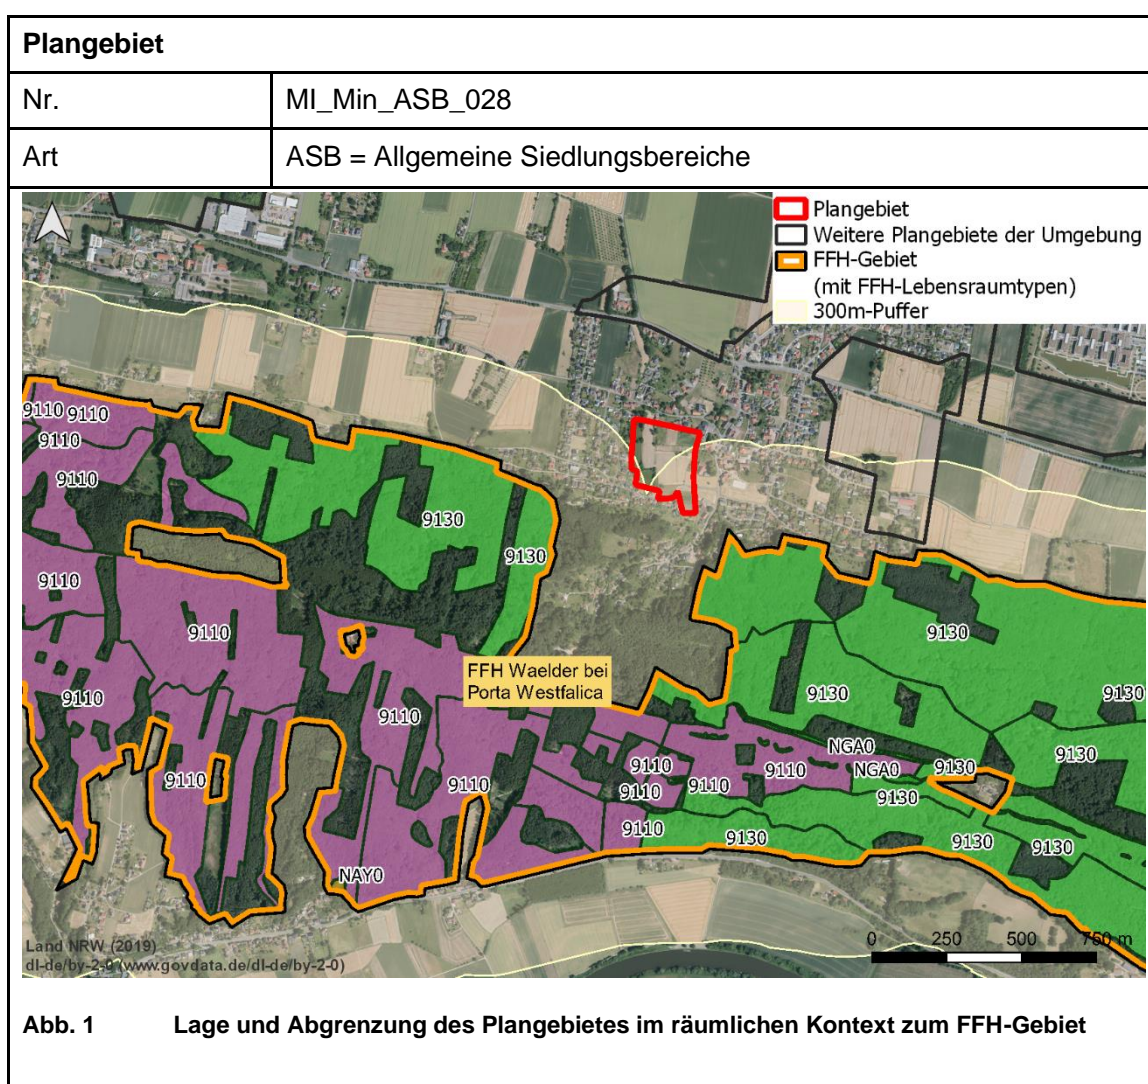 Plangebiet
Nr. MI_Min_ASB_028
Art ASB = Allgemeine Siedlungsbereiche
Plangebiet
Weitere Plangebiete der Umgebung
FFH-Gebiet
(mit FFH-Lebensraumtypen)
300m-Puffer
9110 9110
9110
9110
9130
9130
9110
9110
9130
FFH Waelder bei
Porta Westfalica
9110
9110
9130
9130
NGA0
9130
9110
9110
9110
9110
9110
NGA0
9130
9110
9130
9110
9130
9130
9130
NAY0
Land NRW (2019)
dl-de/by-2-0 (www.govdata.de/dl-de/by-2-0)
0 250 500 750 m
Abb. 1 Lage und Abgrenzung des Plangebietes im räumlichen Kontext zum FFH-Gebiet